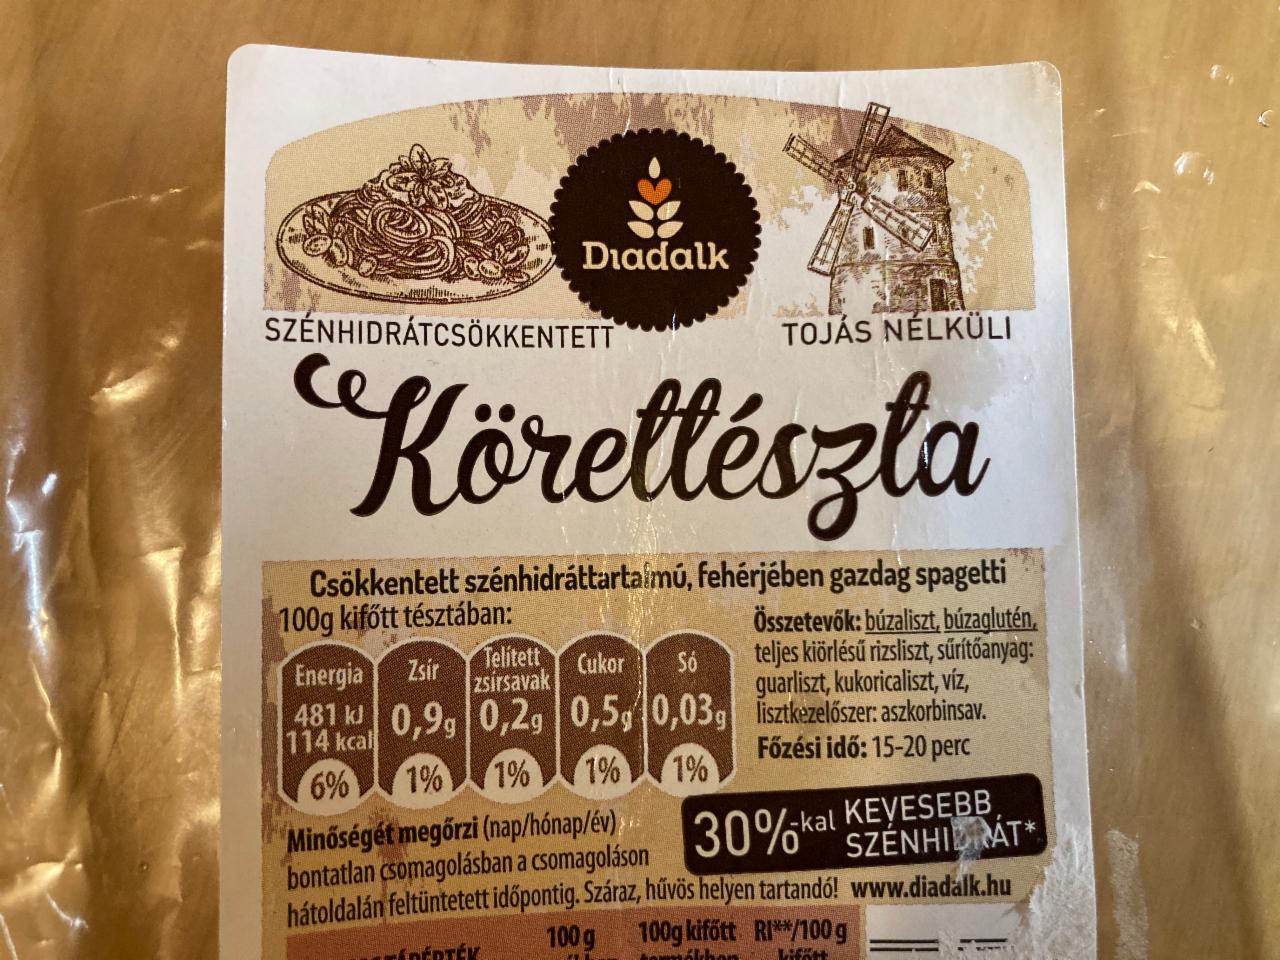 Diadalk
SZÉNHIDRÁTCSÖKKENTETT
TOJÁS NÉLKÜLI
Körettészta
Csökkentett szénhidráttartalmú, fehérjében gazdag spagetti
100g kifőtt tésztában:
Energia
481 kJ
114 kcal
6%
Zsír
0,9g
1%
Telített
zsírsavak
0,2g
1%
Cukor
0,5g
1%
Só
0,03g
1%
Összetevők: búzaliszt, búzaglutén,
teljes kiörlésű rizsliszt, sűrítőanyag:
guarliszt, kukoricaliszt, víz,
lisztkezelőszer: aszkorbinsav.
Főzési idő: 15-20 perc
30%-kal KEVESEBB
SZÉNHIDRÁT*
Minőségét megőrzi (nap/hónap/év)
bontatlan csomagolásban a csomagoláson
hátoldalán feltüntetett időpontig. Száraz, hűvös helyen tartandó! www.diadalk.hu
100 g 100g kifőtt RI**/100 g
kifőtt